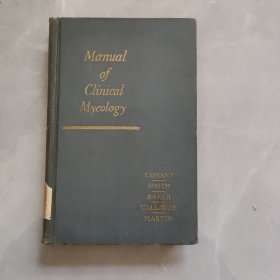 Manual
of
Clinical
Mycology
CONANT
SMITH
BAKER
CALLAWAY
MARTIN